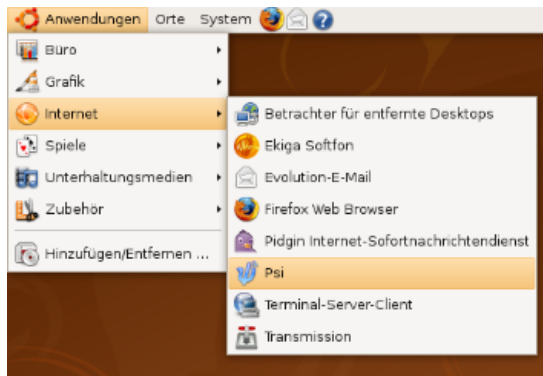 Anwendungen Orte System
Büro
Grafik
Internet
Spiele
Unterhaltungsmedien
Zubehör
Hinzufügen/Entfernen ...
Betrachter für entfernte Desktops
Ekiga Softfon
Evolution-E-Mail
Firefox Web Browser
Pidgin Internet-Sofortnachrichtendienst
Psi
Terminal-Server-Client
Transmission